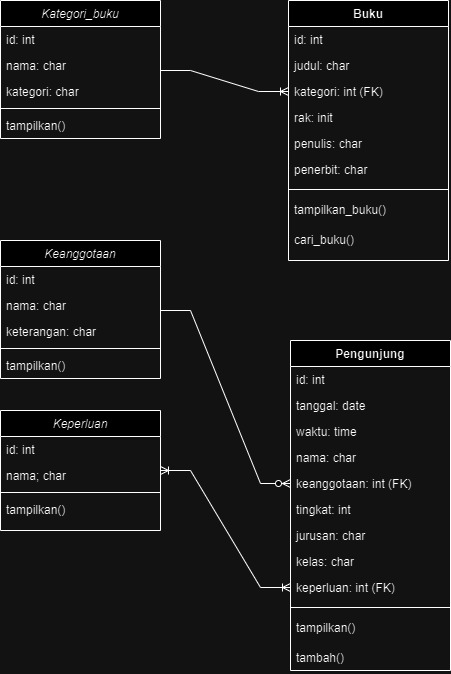 Kategori_buku
id: int
nama: char
kategori: char
tampilkan()
Buku
id: int
judul: char
kategori: int (FK)
rak: init
penulis: char
penerbit: char
tampilkan_buku()
cari_buku()
Keanggotaan
id: int
nama: char
keterangan: char
tampilkan()
Keperluan
id: int
nama; char
tampilkan()
Pengunjung
id: int
tanggal: date
waktu: time
nama: char
keanggotaan: int (FK)
tingkat: int
jurusan: char
kelas: char
keperluan: int (FK)
tampilkan()
tambah()